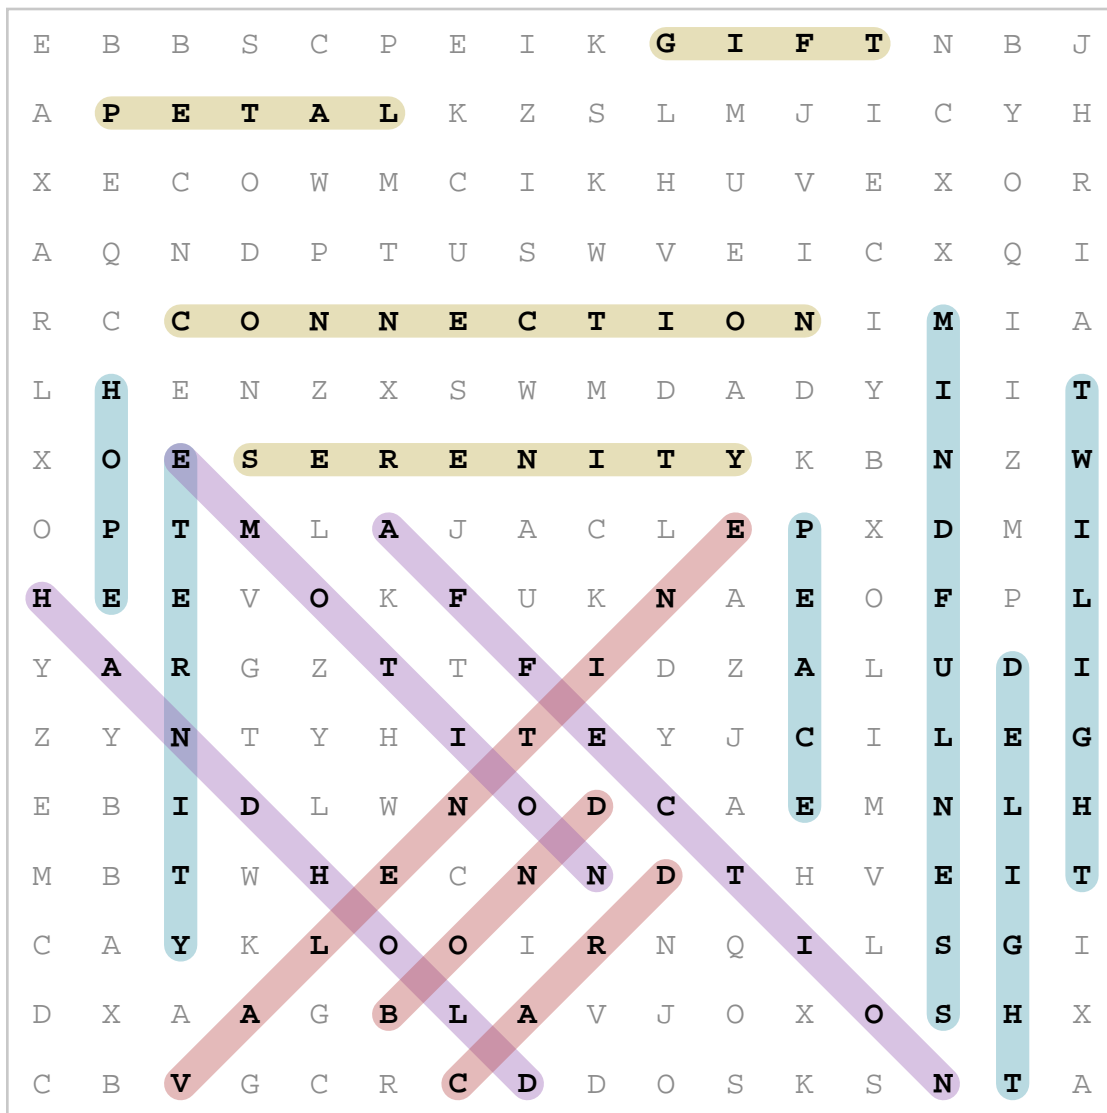 E B B S C P E I K G I F T N B J
A P E T A L K Z S L M J I C Y H
X E C O W M C I K H U V E X O R
A Q N D P T U S W V E I C X Q I
R C C O N N E C T I O N I M I A
L H E N Z X S W M D A D Y I I T
X O E S E R E N I T Y K B N Z W
O P T M L A J A C L E P X D M I
H E E V O K F U K N A E O F P L
Y A R G Z T T F I D Z A L U D I
Z Y N T Y H I T E Y J C I L E G
E B I D L W N O D C A E M N L H
M B T W H E C N N D T H V E I T
C A Y K L O O I R N Q I L S G I
D X A A G B L A V J O X O S H X
C B V G C R C D D O S K S N T A